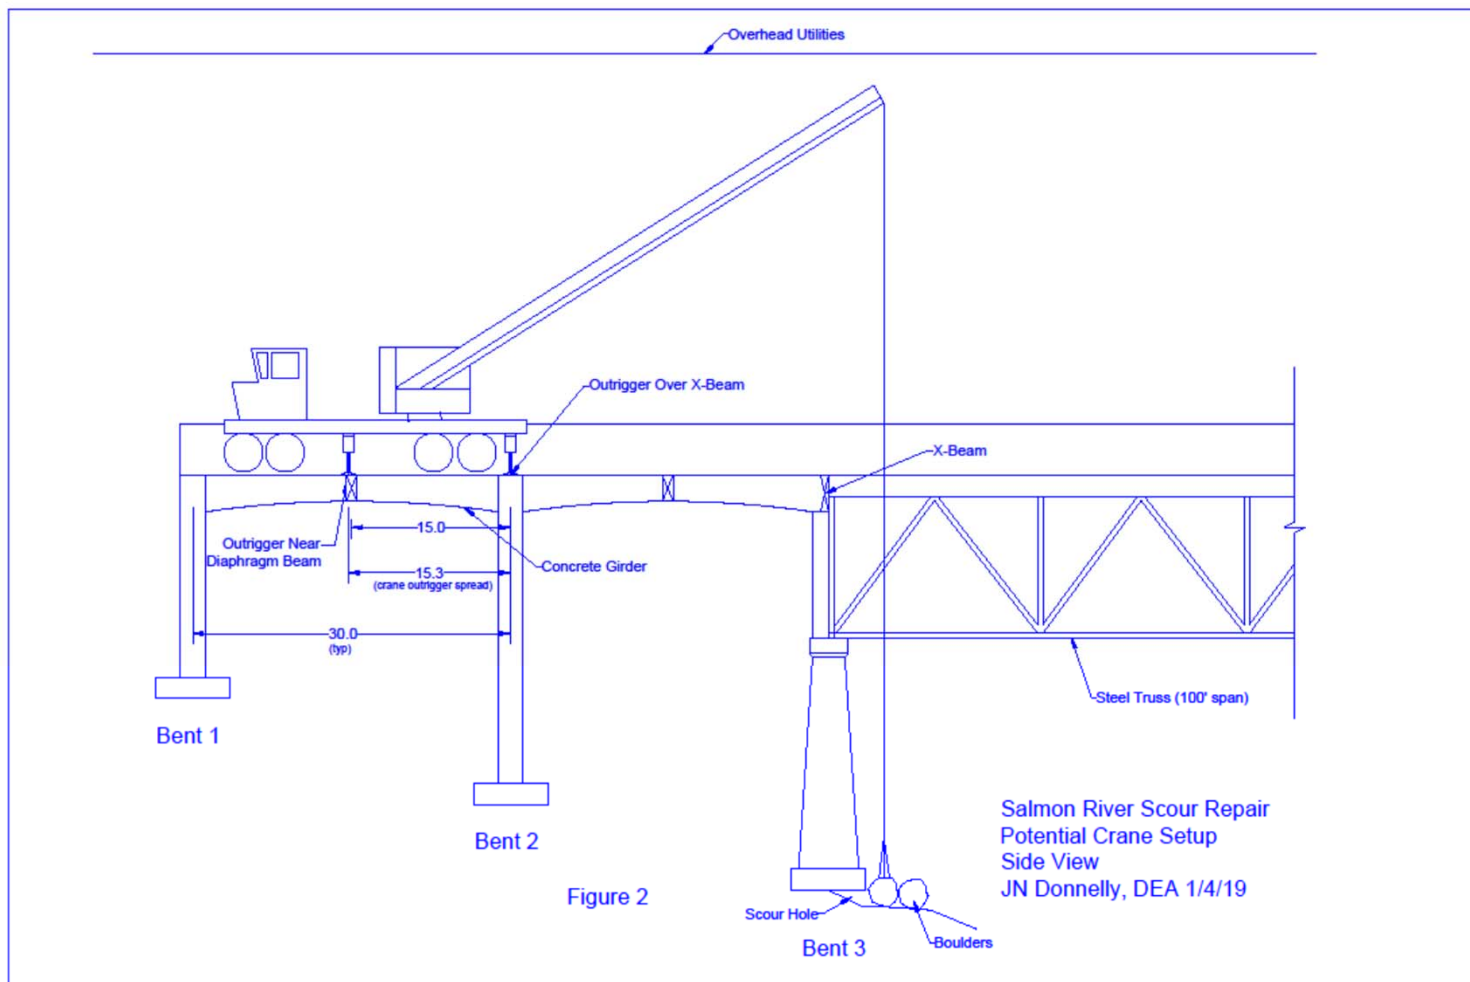 Overhead Utilities
Outrigger Over X-Beam
X-Beam
15.0
Outrigger Near
Diaphragm Beam
15.3
(crane outrigger spread)
Concrete Girder
30.0
(typ)
Steel Truss (100' span)
Bent 1
Bent 2
Salmon River Scour Repair
Potential Crane Setup
Side View
JN Donnelly, DEA 1/4/19
Figure 2
Scour Hole
Boulders
Bent 3